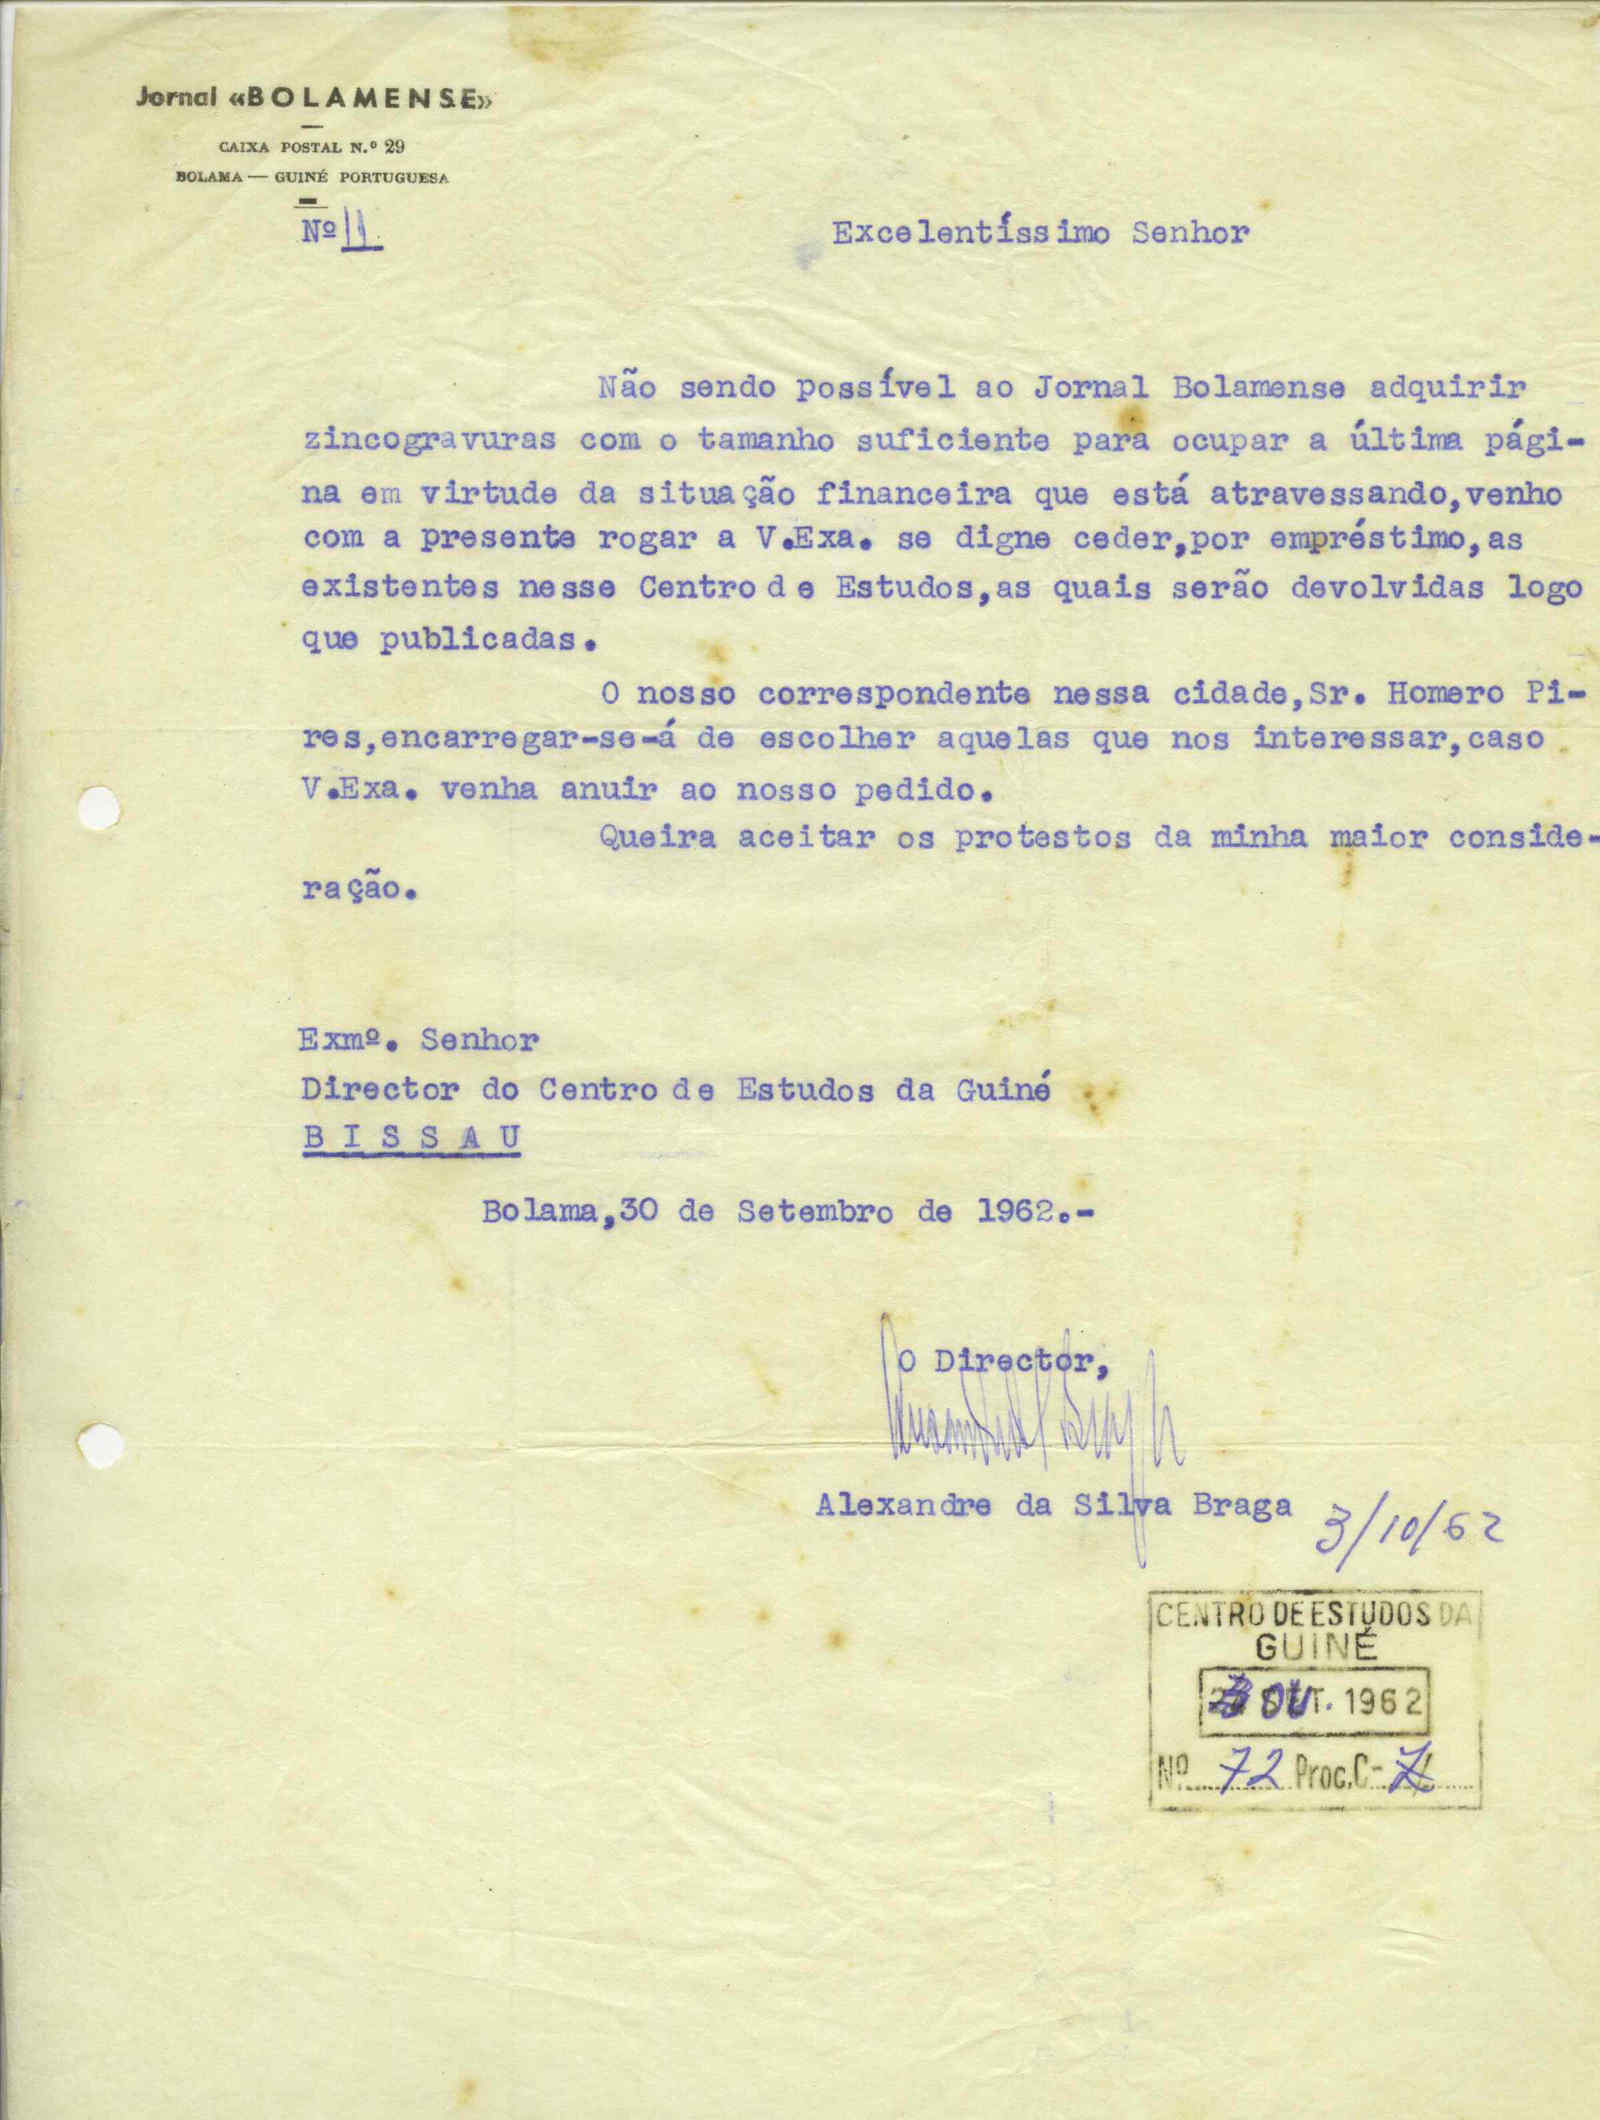 Jornal «BOLAMENSE»
CAIXA POSTAL N.º 29
BOLAMA — GUINÉ PORTUGUESA
Nº 11
Excelentíssimo Senhor
Não sendo possível ao Jornal Bolamense adquirir
zincogravuras com o tamanho suficiente para ocupar a última pági-
na em virtude da situação financeira que está atravessando,venho
com a presente rogar a V.Exa. se digne ceder,por empréstimo,as
existentes nesse Centro de Estudos,as quais serão devolvidas logo
que publicadas.
O nosso correspondente nessa cidade,Sr. Homero Pi-
res,encarregar-se-á de escolher aquelas que nos interessar,caso
V.Exa. venha anuir ao nosso pedido.
Queira aceitar os protestos da minha maior conside-
ração.
Exmº. Senhor
Director do Centro de Estudos da Guiné
B I S S A U
Bolama,30 de Setembro de 1962.-
O Director,
Alexandre da Silva Braga
3/10/62
CENTRO DE ESTUDOS DA
GUINÉ
3 OUT. 1962
Nº 72 Proc.C-